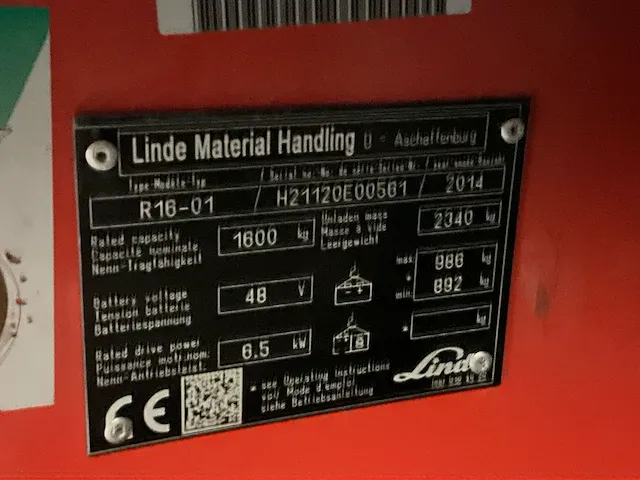 Linde Material Handling D - Aschaffenburg
Type-Modèle-Typ / Serial no.-No. de série-Serien-Nr. / year
R16-01 / H21120E00561 / 2014
Rated capacity
Capacité nominale
Nenn-Tragfähigkeit
1600 kg
Unladen mass
Masse à vide
Leergewicht
2340 kg
Battery voltage
Tension batterie
Batteriespannung
48 V
max 986 kg
*
min 892 kg
Rated drive power
Puissance mot.nom.
Nenn-Antriebsleist.
6.5 kW
* kg
CE
* see Operating Instructions
voir Mode d'emploi
siehe Betriebsanleitung
Linde